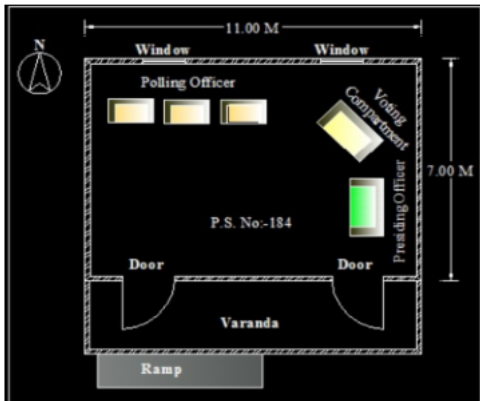 11.00 M
N
Window
Window
Polling Officer
Voting
Compartment
7.00 M
Presiding Officer
P.S. No:-184
Door
Door
Varanda
Ramp